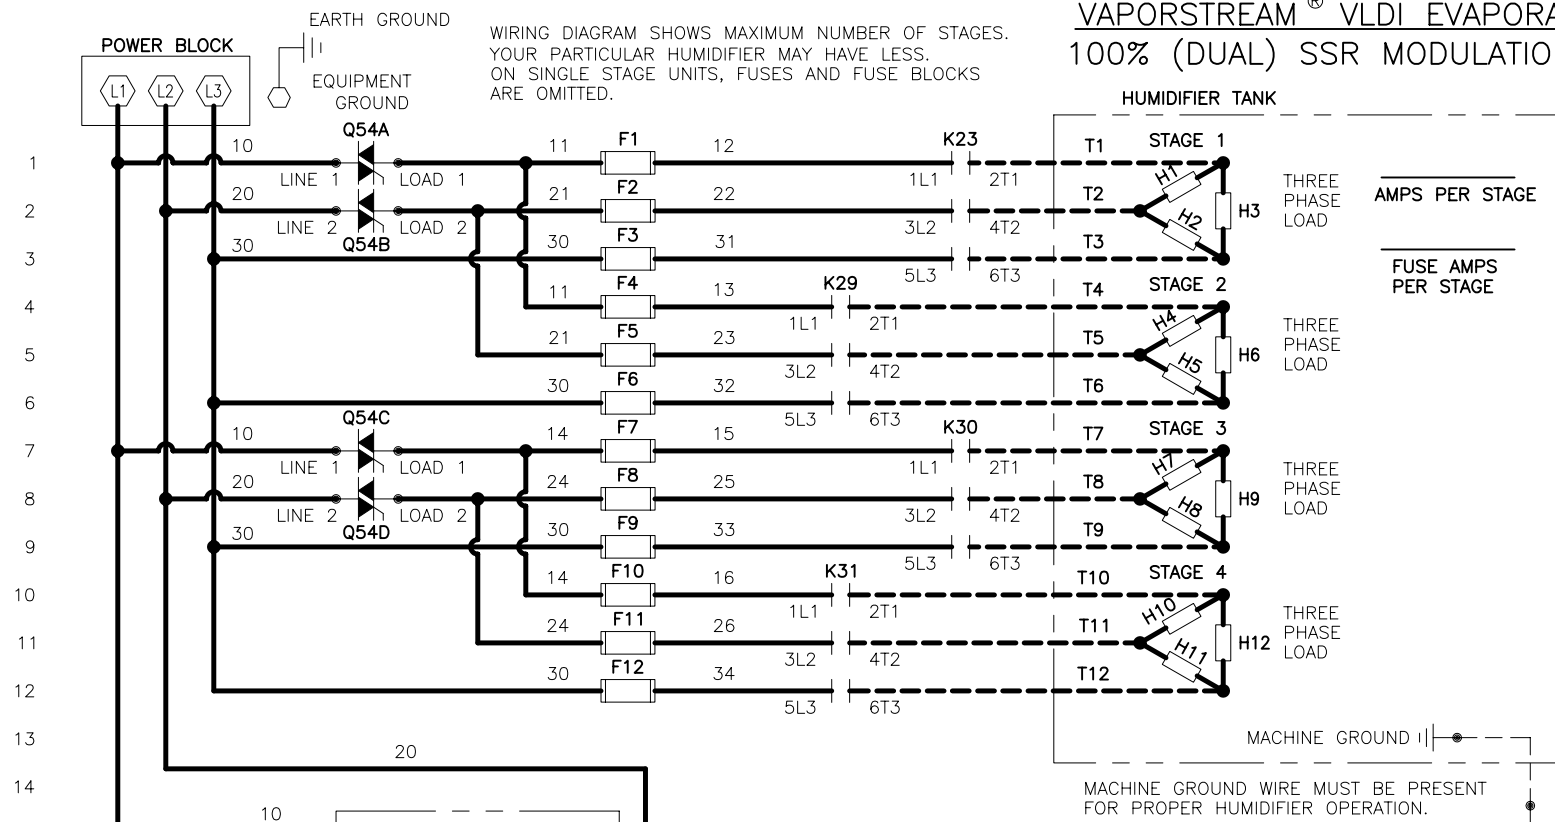 VAPORSTREAM ® VLDI EVAPORA
100% (DUAL) SSR MODULATIO
EARTH GROUND
POWER BLOCK
EQUIPMENT
GROUND
L1 L2 L3
WIRING DIAGRAM SHOWS MAXIMUM NUMBER OF STAGES.
YOUR PARTICULAR HUMIDIFIER MAY HAVE LESS.
ON SINGLE STAGE UNITS, FUSES AND FUSE BLOCKS
ARE OMITTED.
HUMIDIFIER TANK
Q54A
1 10 11 F1 12 K23 T1 STAGE 1
LINE 1 LOAD 1 1L1 2T1 H1
THREE
PHASE
LOAD
AMPS PER STAGE
2 20 21 F2 22 T2 H3
LINE 2 LOAD 2 3L2 4T2 H2
Q54B
3 30 30 F3 31 T3
5L3 6T3
FUSE AMPS
PER STAGE
4 11 F4 13 K29 T4 STAGE 2
1L1 2T1 H4
THREE
PHASE
LOAD
5 21 F5 23 T5 H6
3L2 4T2 H5
6 30 F6 32 T6
5L3 6T3
Q54C
7 10 14 F7 15 K30 T7 STAGE 3
LINE 1 LOAD 1 1L1 2T1 H7
THREE
PHASE
LOAD
8 20 24 F8 25 T8 H9
LINE 2 LOAD 2 3L2 4T2 H8
Q54D
9 30 30 F9 33 T9
5L3 6T3
10 14 F10 16 K31 T10 STAGE 4
1L1 2T1 H10
THREE
PHASE
LOAD
11 24 F11 26 T11 H12
3L2 4T2 H11
12 30 F12 34 T12
5L3 6T3
13 20
MACHINE GROUND
14
10
MACHINE GROUND WIRE MUST BE PRESENT
FOR PROPER HUMIDIFIER OPERATION.